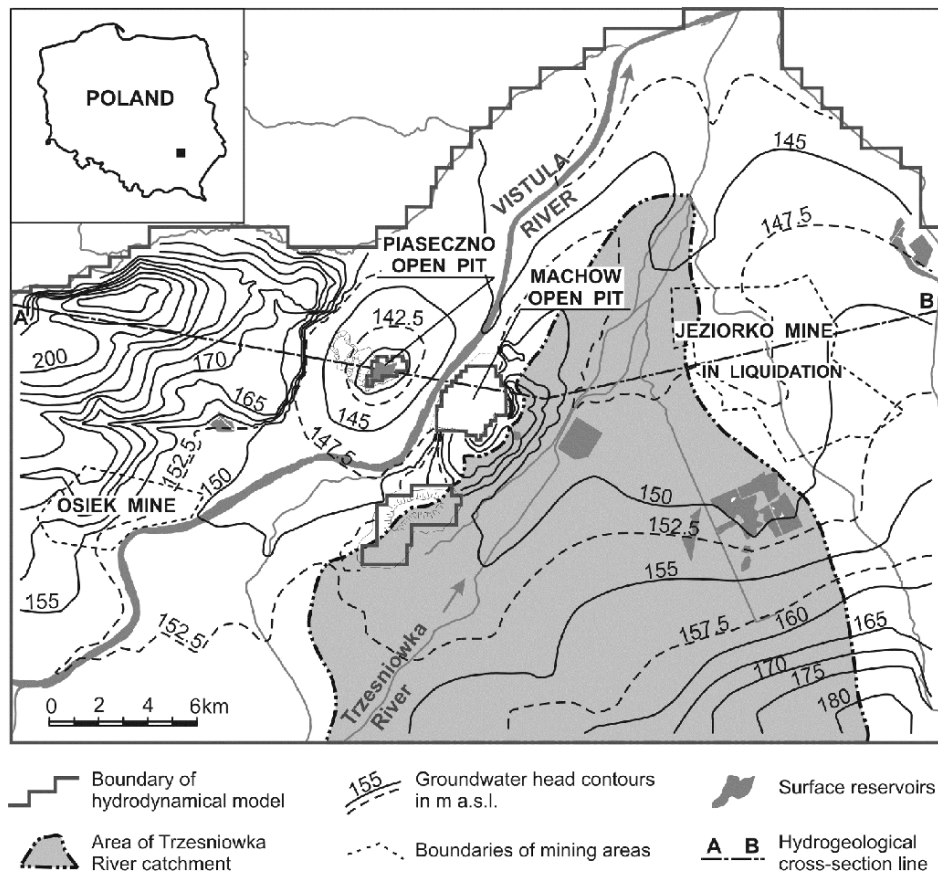 POLAND
VISTULA
RIVER
145
147.5
PIASECZNO
OPEN PIT
MACHOW
OPEN PIT
A
B
142.5
200
170
165
145
JEZIORKO MINE
IN LIQUIDATION
147.5
152.5
150
OSIEK MINE
150
152.5
155
155
157.5
160
165
152.5
170
175
180
Trzesniowka
River
0 2 4 6km
Boundary of
hydrodynamical model
155
Groundwater head contours
in m a.s.l.
Surface reservoirs
Area of Trzesniowka
River catchment
Boundaries of mining areas
A B
Hydrogeological
cross-section line